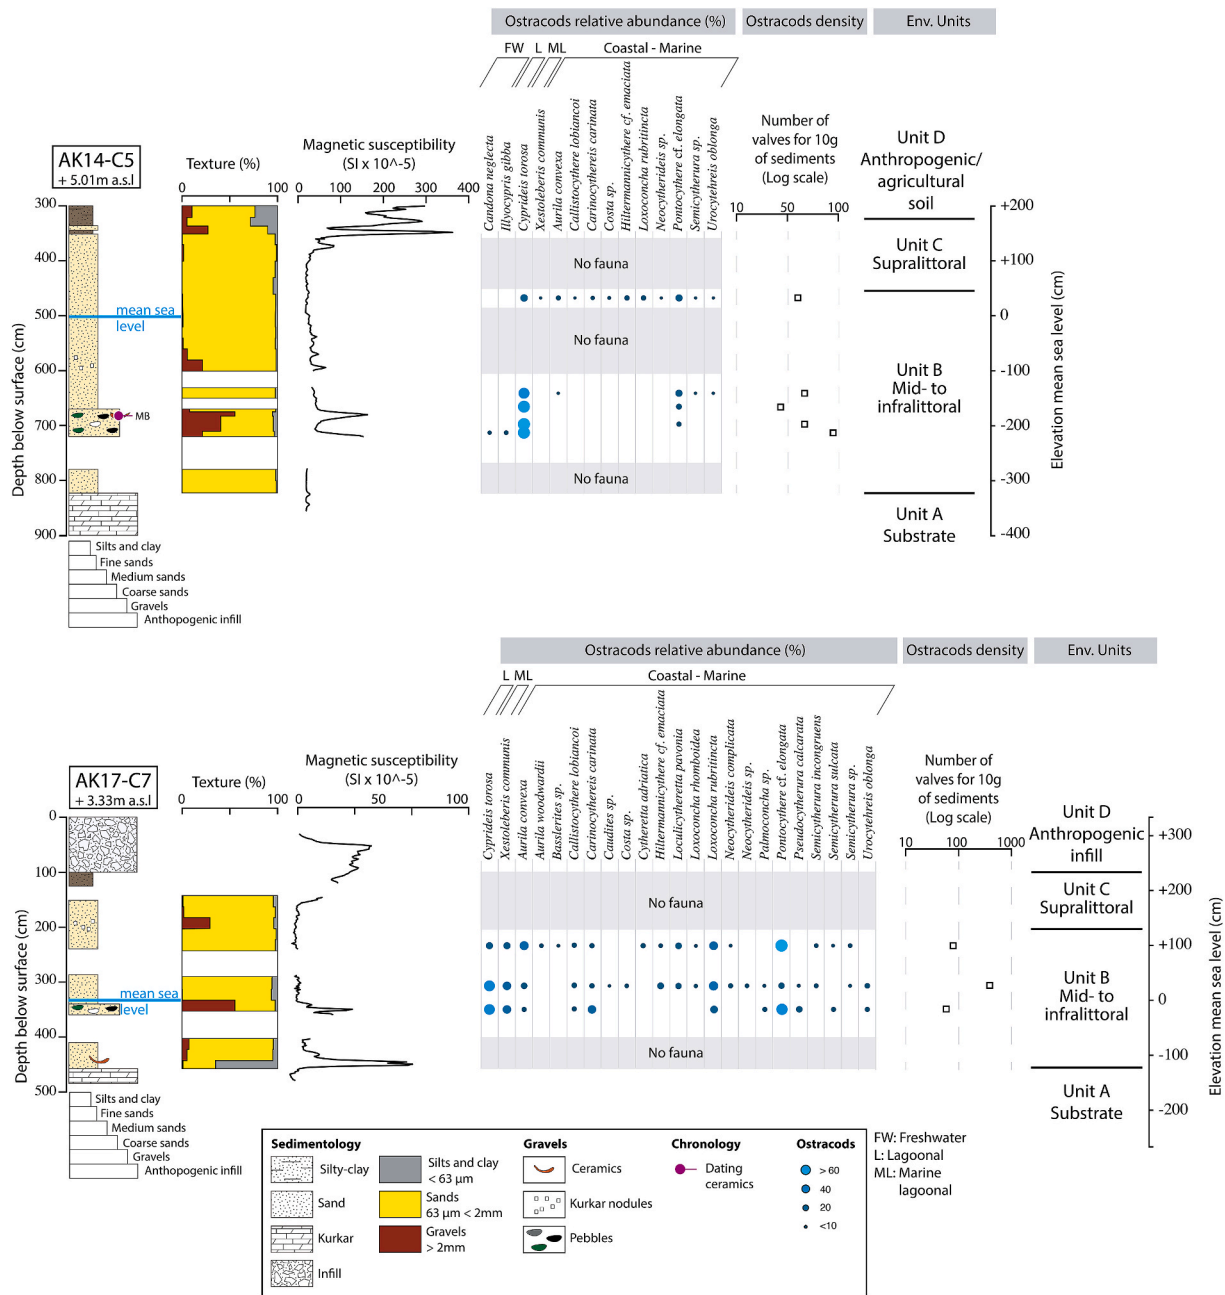 Ostracods relative abundance (%)
Ostracods density
Env. Units
FW
L
ML
Coastal - Marine
Candona neglecta
Illyocypris gibba
Cyprideis torosa
Xestoleberis communis
Aurila convexa
Callistocythere lobiancoi
Carinocythereis carinata
Costa sp.
Hiltermannicythere cf. emaciata
Loxoconcha rubritincta
Neocytherideis sp.
Pontocythere cf. elongata
Semicytherura sp.
Urocytehreis oblonga
AK14-C5
+ 5.01m a.s.l
Texture (%)
0 100
Magnetic susceptibility
(SI x 10^-5)
0 100 200 300 400
Number of
valves for 10g
of sediments
(Log scale)
10 50 100
Unit D
Anthropogenic/
agricultural
soil
Unit C
Supralittoral
Unit B
Mid- to
infralittoral
Unit A
Substrate
Depth below surface (cm)
300
400
500
600
700
800
900
mean sea
level
MB
No fauna
No fauna
No fauna
+200
+100
0
-100
-200
-300
-400
Elevation mean sea level (cm)
Silts and clay
Fine sands
Medium sands
Coarse sands
Gravels
Anthopogenic infill
Ostracods relative abundance (%)
Ostracods density
Env. Units
L
ML
Coastal - Marine
Cyprideis torosa
Xestoleberis communis
Aurila convexa
Aurila woodwardii
Basslerites sp.
Callistocythere lobiancoi
Carinocythereis carinata
Caudites sp.
Costa sp.
Cytheretta adriatica
Hiltermannicythere cf. emaciata
Loculicytheretta pavonia
Loxoconcha rhomboidea
Loxoconcha rubritincta
Neocytherideis complicata
Neocytherideis sp.
Palmoconcha sp.
Pontocythere cf. elongata
Pseudocytherura calcarata
Semicytherura incongruens
Semicytherura sulcata
Semicytherura sp.
Urocytehreis oblonga
AK17-C7
+ 3.33m a.s.l
Texture (%)
0 100
Magnetic susceptibility
(SI x 10^-5)
0 50 100
Number of
valves for 10g
of sediments
(Log scale)
10 100 1000
Unit D
Anthropogenic
infill
Unit C
Supralittoral
Unit B
Mid- to
infralittoral
Unit A
Substrate
Depth below surface (cm)
0
100
200
300
400
500
mean sea
level
No fauna
No fauna
+300
+200
+100
0
-100
-200
Elevation mean sea level (cm)
Silts and clay
Fine sands
Medium sands
Coarse sands
Gravels
Anthopogenic infill
Sedimentology
Silty-clay
Sand
Kurkar
Infill
Silts and clay
< 63 µm
Sands
63 µm < 2mm
Gravels
> 2mm
Gravels
Ceramics
Kurkar nodules
Pebbles
Chronology
Dating
ceramics
Ostracods
> 60
40
20
<10
FW: Freshwater
L: Lagoonal
ML: Marine
lagoonal